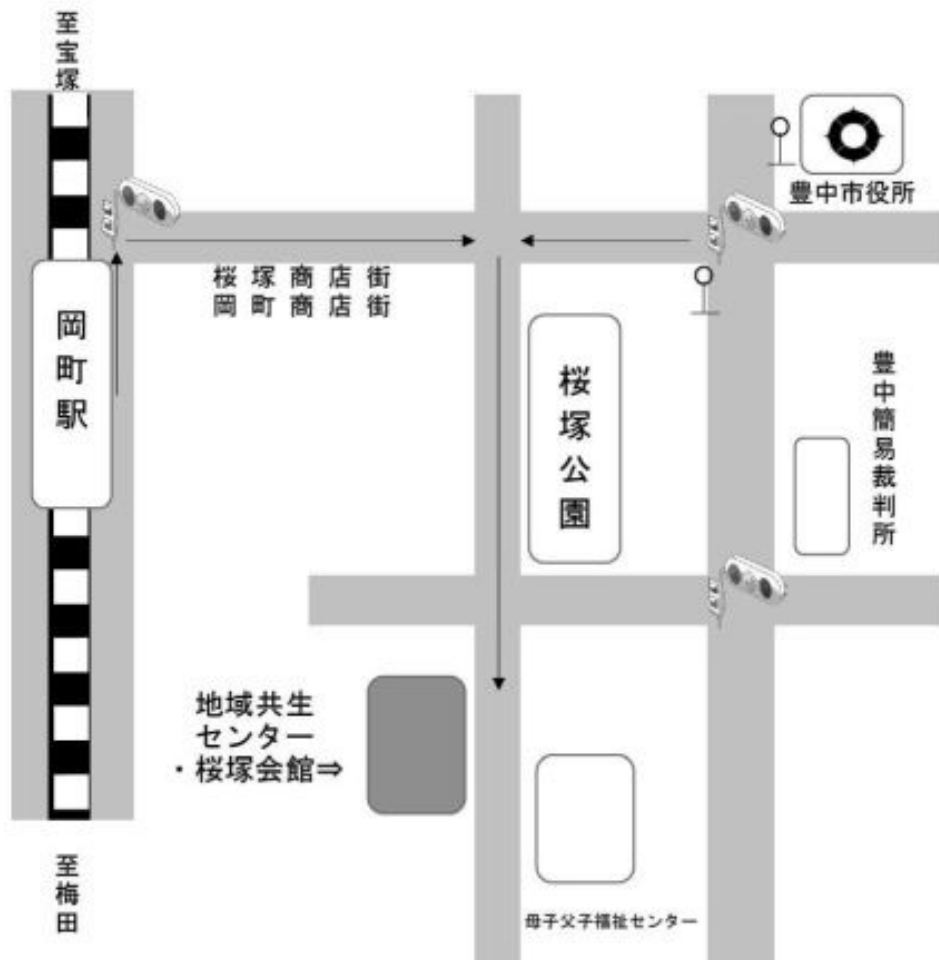 至宝塚
豊中市役所
桜塚商店街
岡町商店街
岡町駅
桜塚公園
豊中簡易裁判所
地域共生
センター
・桜塚会館⇒
至梅田
母子父子福祉センター